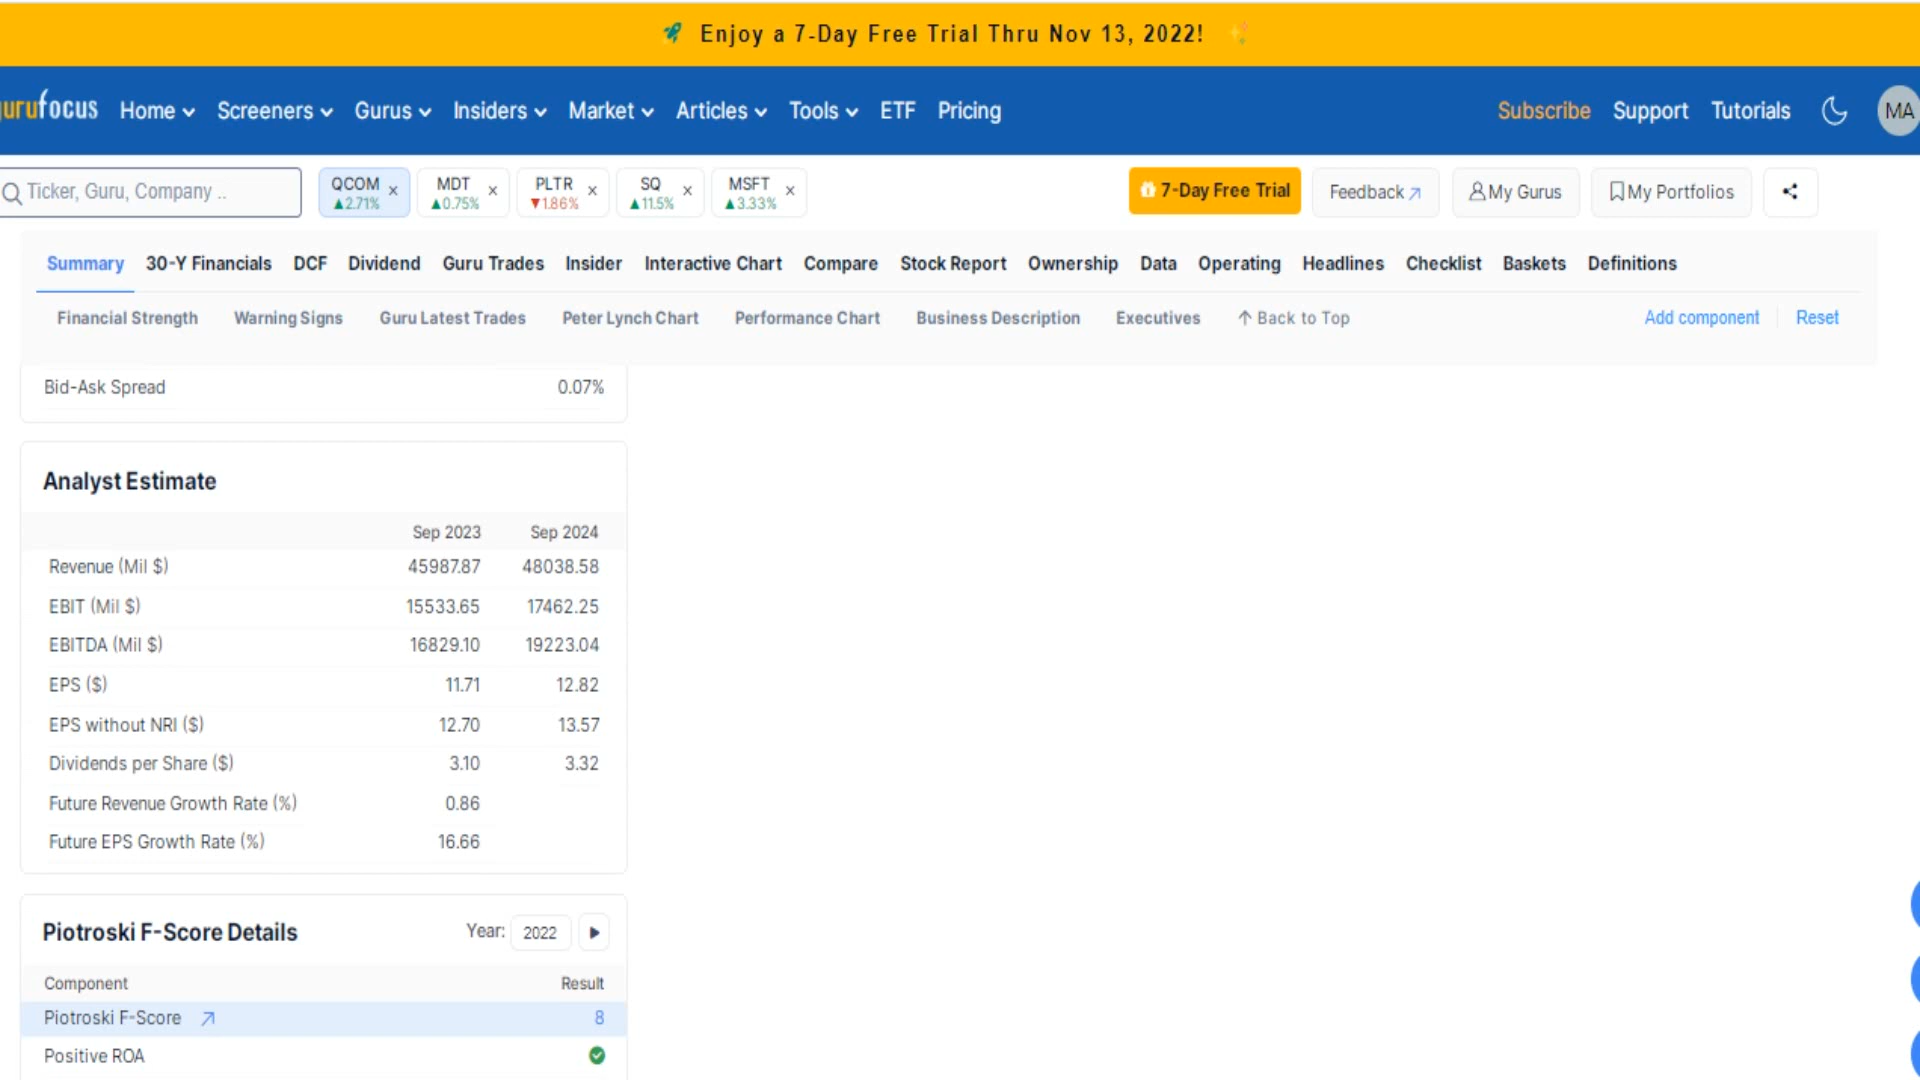 Enjoy a 7-Day Free Trial Thru Nov 13, 2022!
gurufocus Home Screeners Gurus Insiders Market Articles Tools ETF Pricing Subscribe Support Tutorials MA
Ticker, Guru, Company .. QCOM × MDT × PLTR × SQ × MSFT × 7-Day Free Trial Feedback My Gurus My Portfolios
▲2.71% ▲0.75% ▼1.86% ▲11.5% ▲3.33%
Summary 30-Y Financials DCF Dividend Guru Trades Insider Interactive Chart Compare Stock Report Ownership Data Operating Headlines Checklist Baskets Definitions
Financial Strength Warning Signs Guru Latest Trades Peter Lynch Chart Performance Chart Business Description Executives ↑ Back to Top Add component Reset
Bid-Ask Spread 0.07%
Analyst Estimate
Sep 2023 Sep 2024
Revenue (Mil $) 45987.87 48038.58
EBIT (Mil $) 15533.65 17462.25
EBITDA (Mil $) 16829.10 19223.04
EPS ($) 11.71 12.82
EPS without NRI ($) 12.70 13.57
Dividends per Share ($) 3.10 3.32
Future Revenue Growth Rate (%) 0.86
Future EPS Growth Rate (%) 16.66
Piotroski F-Score Details Year: 2022
Component Result
Piotroski F-Score 8
Positive ROA